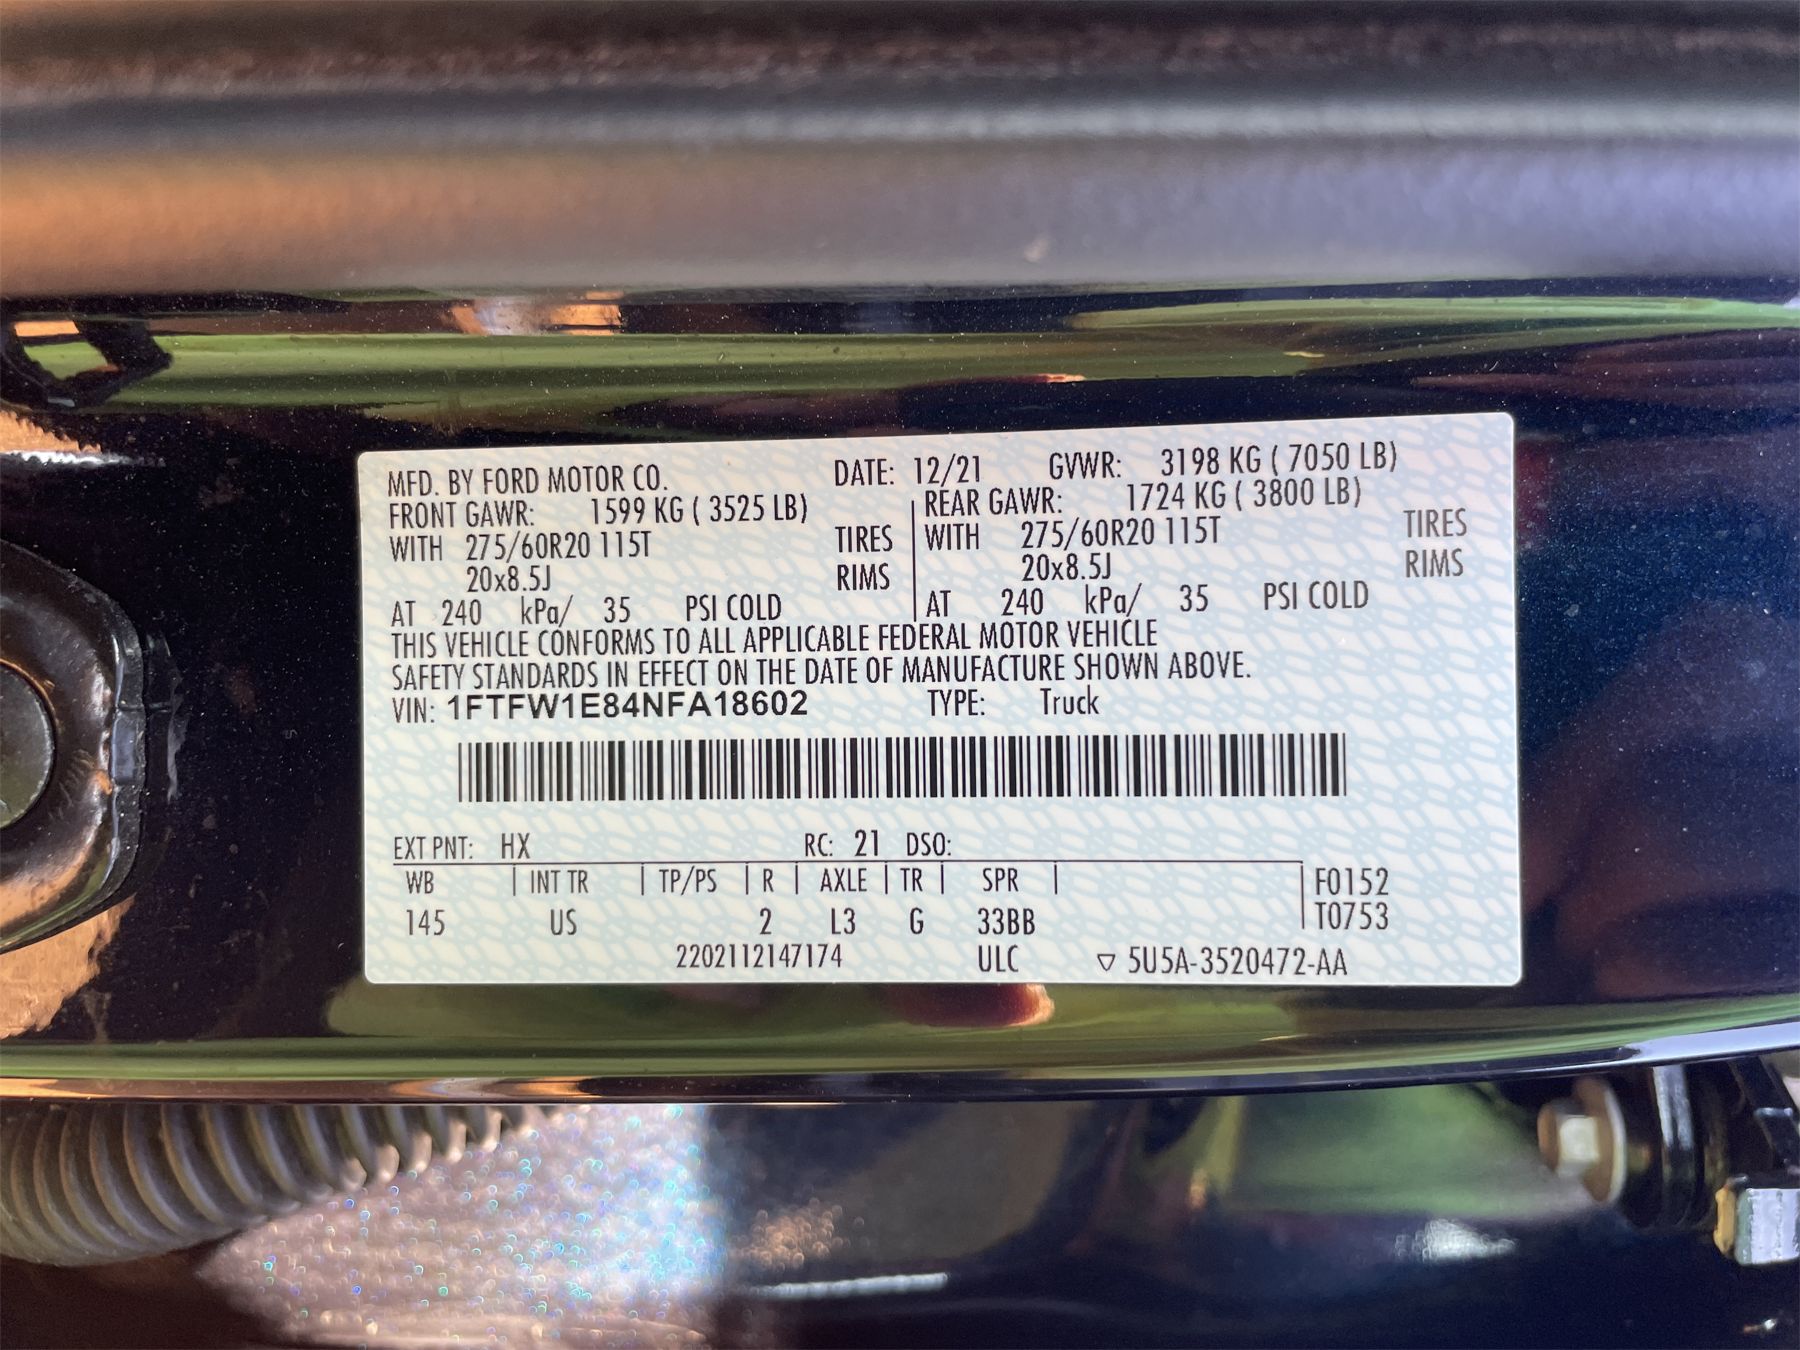 MFD. BY FORD MOTOR CO. DATE: 12/21 GVWR: 3198 KG ( 7050 LB)
FRONT GAWR: 1599 KG ( 3525 LB) REAR GAWR: 1724 KG ( 3800 LB)
WITH 275/60R20 115T TIRES WITH 275/60R20 115T TIRES
20x8.5J RIMS 20x8.5J RIMS
AT 240 kPa/ 35 PSI COLD AT 240 kPa/ 35 PSI COLD
THIS VEHICLE CONFORMS TO ALL APPLICABLE FEDERAL MOTOR VEHICLE
SAFETY STANDARDS IN EFFECT ON THE DATE OF MANUFACTURE SHOWN ABOVE.
VIN: 1FTFW1E84NFA18602 TYPE: Truck
EXT PNT: HX RC: 21 DSO:
WB INT TR TP/PS R AXLE TR SPR F0152
145 US 2 L3 G 33BB T0753
2202112147174 ULC ▽ 5U5A-3520472-AA